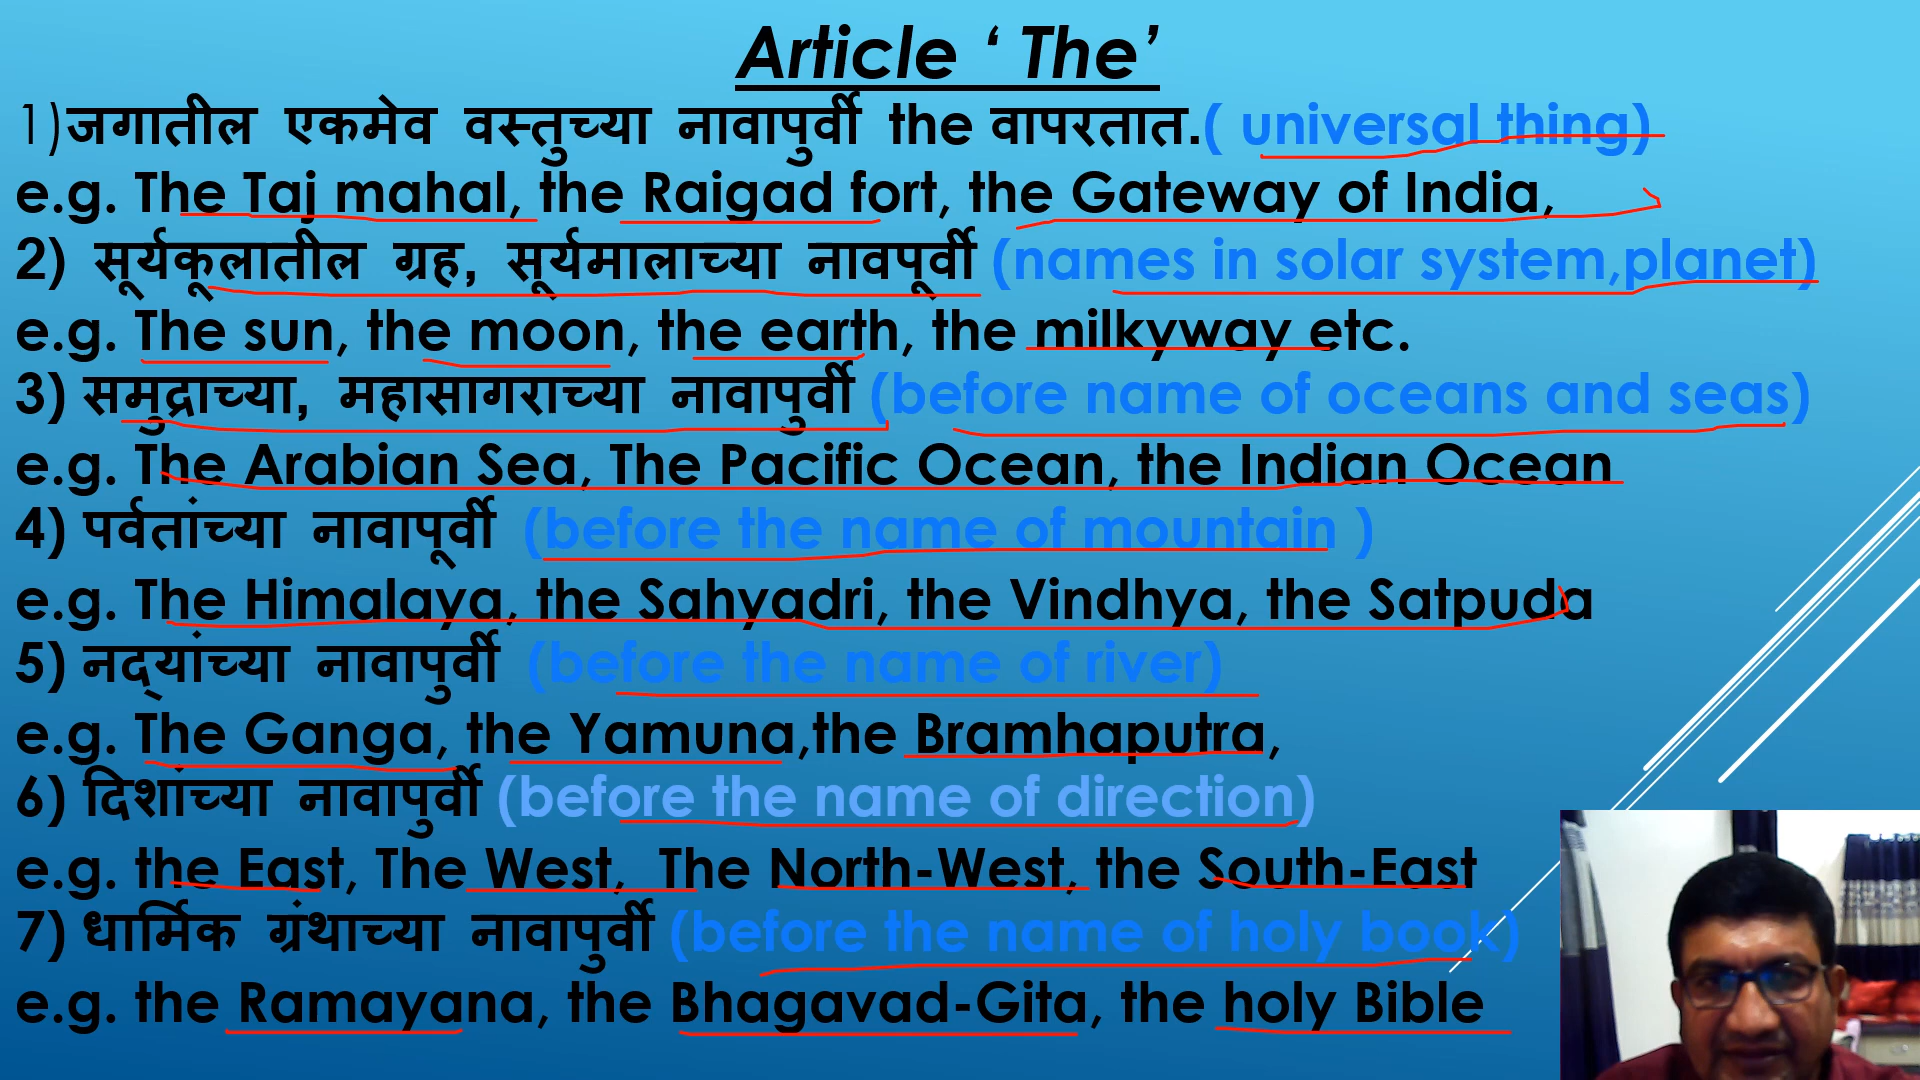 Article ‘ The’
1)जगातील एकमेव वस्तुच्या नावापुर्वी the वापरतात.( universal thing)
e.g. The Taj mahal, the Raigad fort, the Gateway of India,
2) सूर्यकूलातील ग्रह, सूर्यमालाच्या नावपूर्वी (names in solar system,planet)
e.g. The sun, the moon, the earth, the milkyway etc.
3) समुद्राच्या, महासागराच्या नावापुर्वी (before name of oceans and seas)
e.g. The Arabian Sea, The Pacific Ocean, the Indian Ocean
4) पर्वतांच्या नावापूर्वी (before the name of mountain )
e.g. The Himalaya, the Sahyadri, the Vindhya, the Satpuda
5) नद्यांच्या नावापुर्वी (before the name of river)
e.g. The Ganga, the Yamuna,the Bramhaputra,
6) दिशांच्या नावापुर्वी (before the name of direction)
e.g. the East, The West, The North-West, the South-East
7) धार्मिक ग्रंथाच्या नावापुर्वी (before the name of holy book)
e.g. the Ramayana, the Bhagavad-Gita, the holy Bible